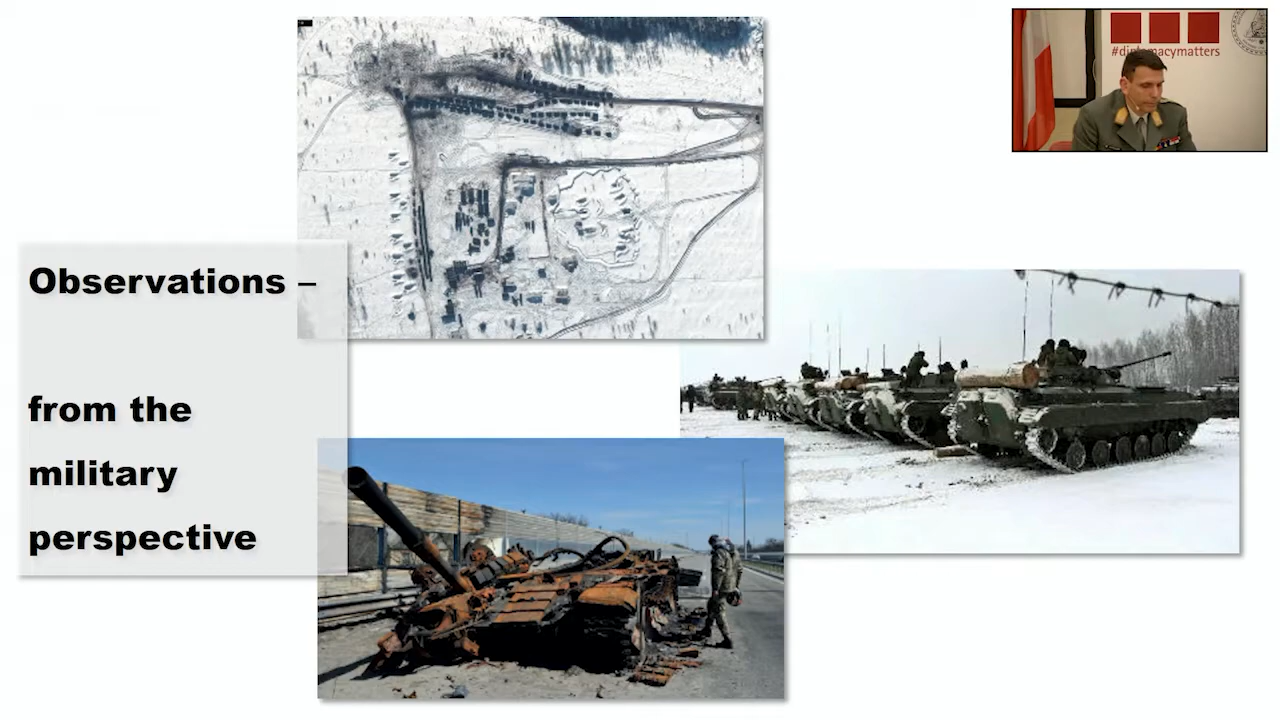 Observations –
from the
military
perspective
#diplomacymatters